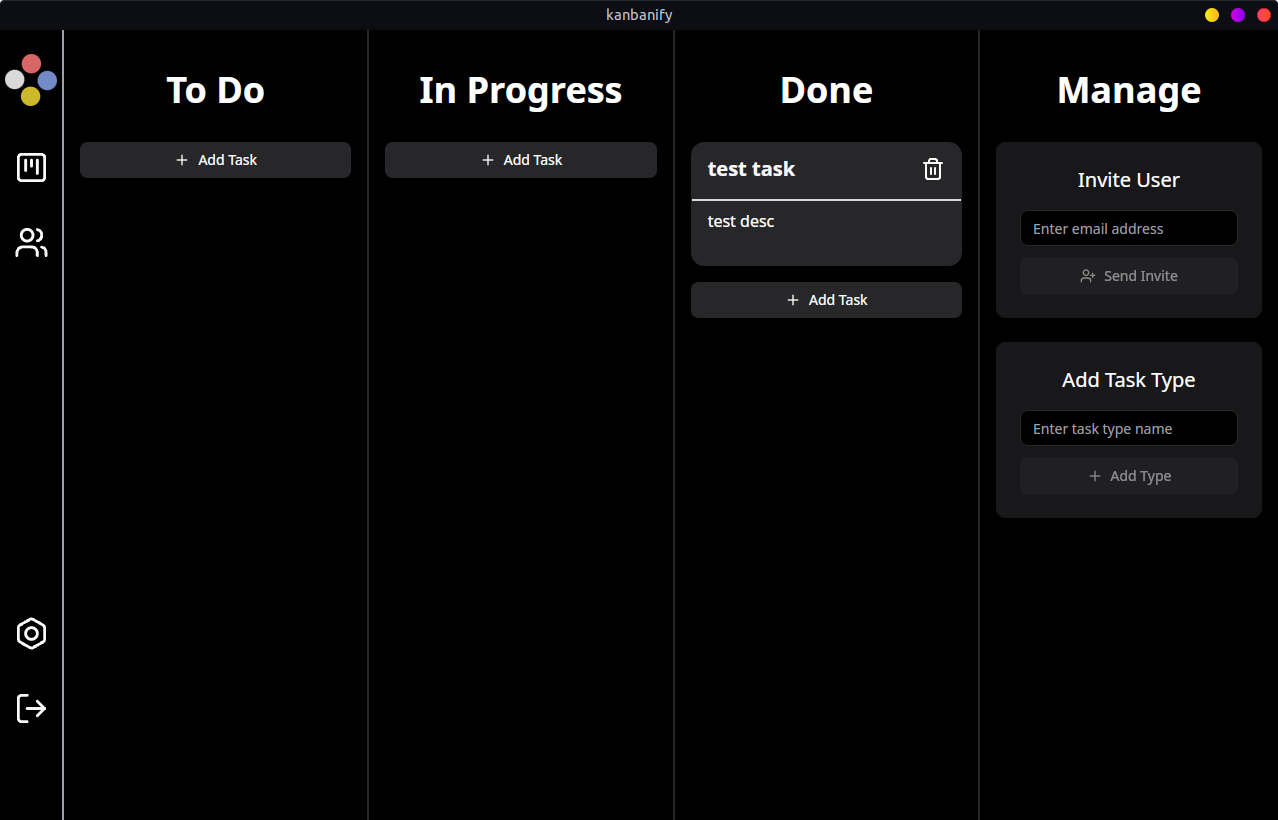 kanbanify
To Do
Add Task
In Progress
Add Task
Done
test task
test desc
Add Task
Manage
Invite User
Enter email address
Send Invite
Add Task Type
Enter task type name
Add Type